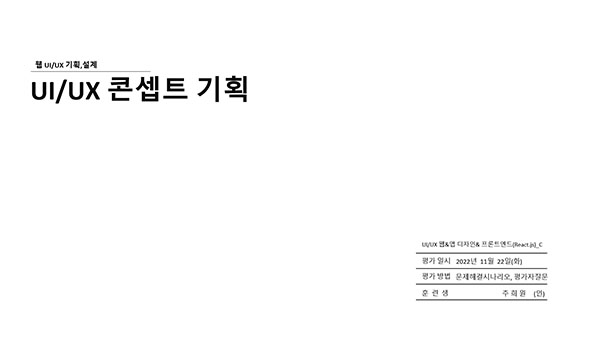 웹 UI/UX 기획,설계
UI/UX 콘셉트 기획
UI/UX 웹&앱 디자인& 프론트엔드(React.js)_C
평가 일시 2022년 11월 22일(화)
평가 방법 문제해결시나리오, 평가자질문
훈 련 생 주 희 원 (인)